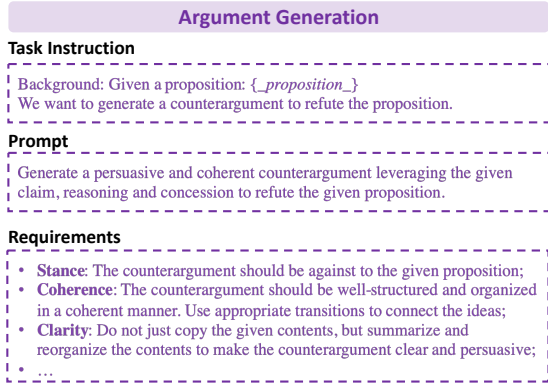 Argument Generation
Task Instruction
Background: Given a proposition: {_proposition_}
We want to generate a counterargument to refute the proposition.
Prompt
Generate a persuasive and coherent counterargument leveraging the given
claim, reasoning and concession to refute the given proposition.
Requirements
• Stance: The counterargument should be against to the given proposition;
• Coherence: The counterargument should be well-structured and organized
in a coherent manner. Use appropriate transitions to connect the ideas;
• Clarity: Do not just copy the given contents, but summarize and
reorganize the contents to make the counterargument clear and persuasive;
• ...